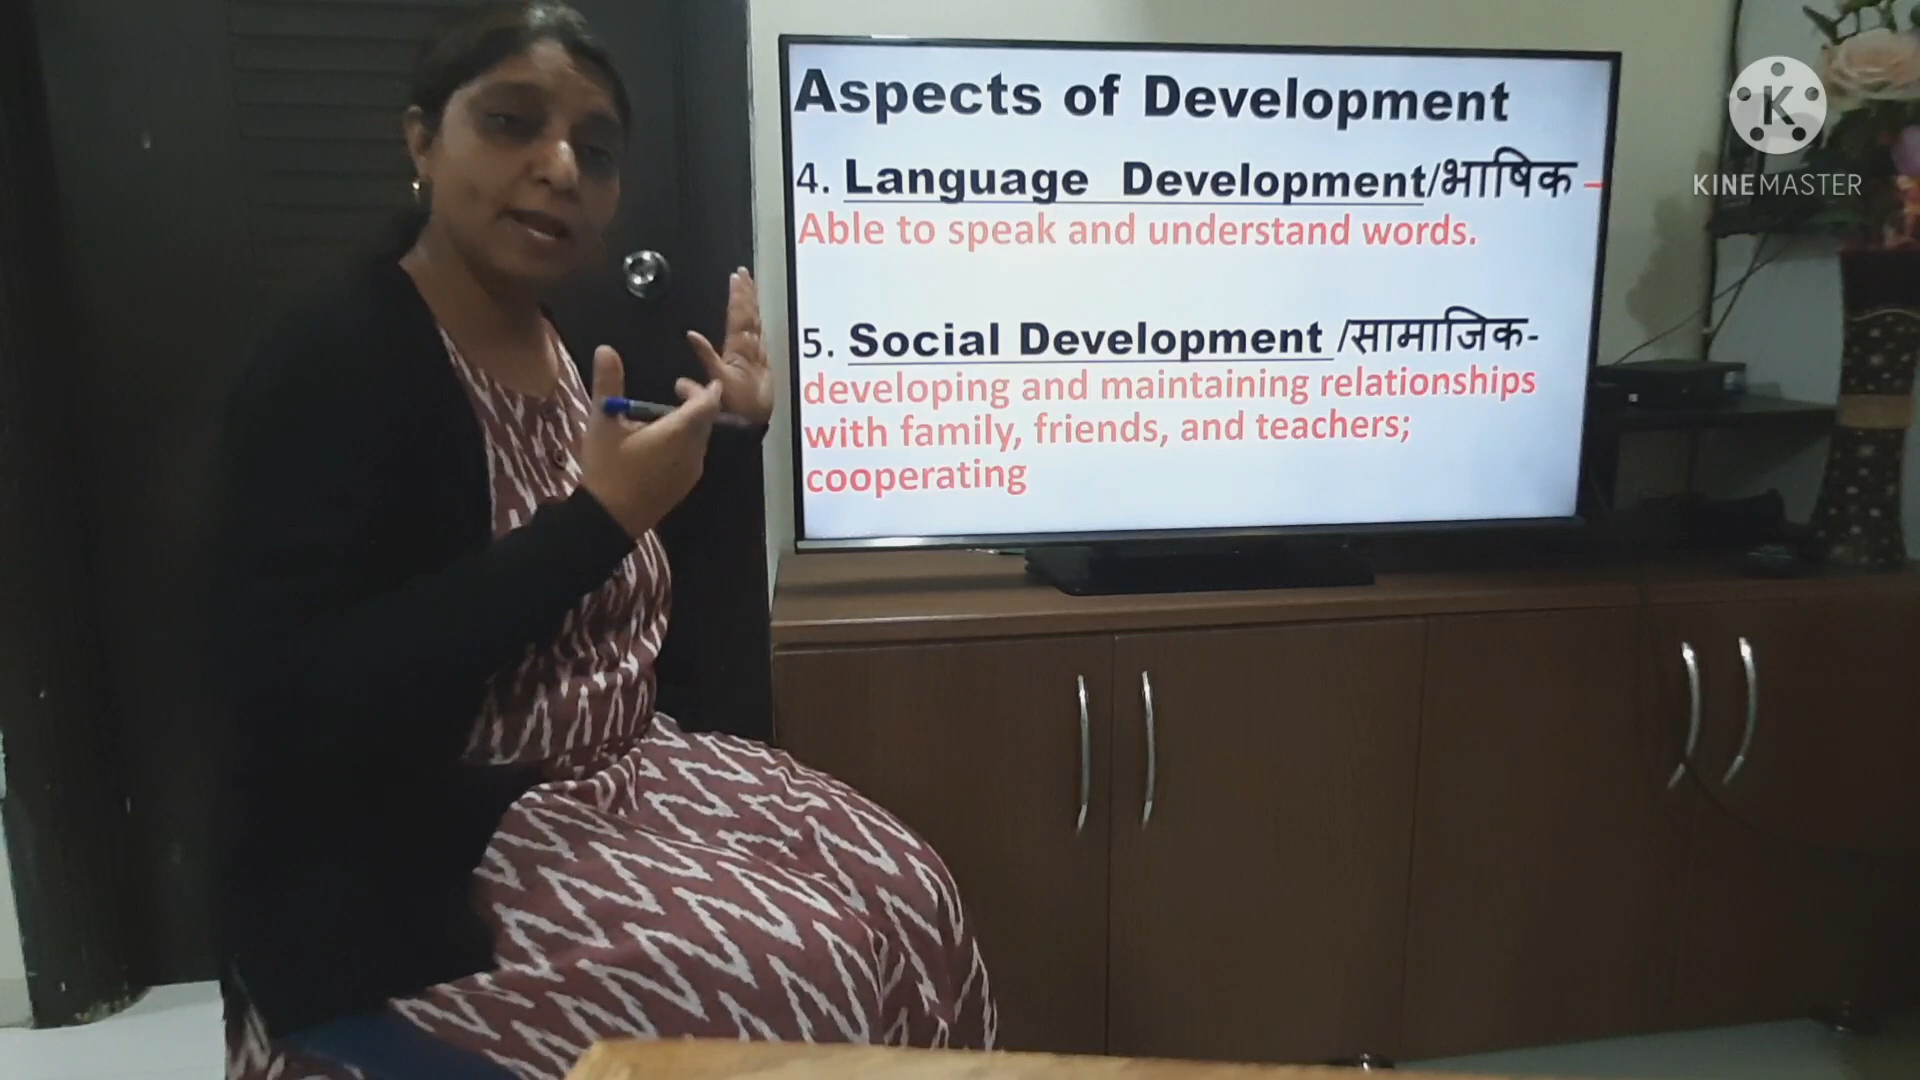 Aspects of Development
4. Language Development/भाषिक –
Able to speak and understand words.
5. Social Development /सामाजिक-
developing and maintaining relationships
with family, friends, and teachers;
cooperating
K
KINEMASTER